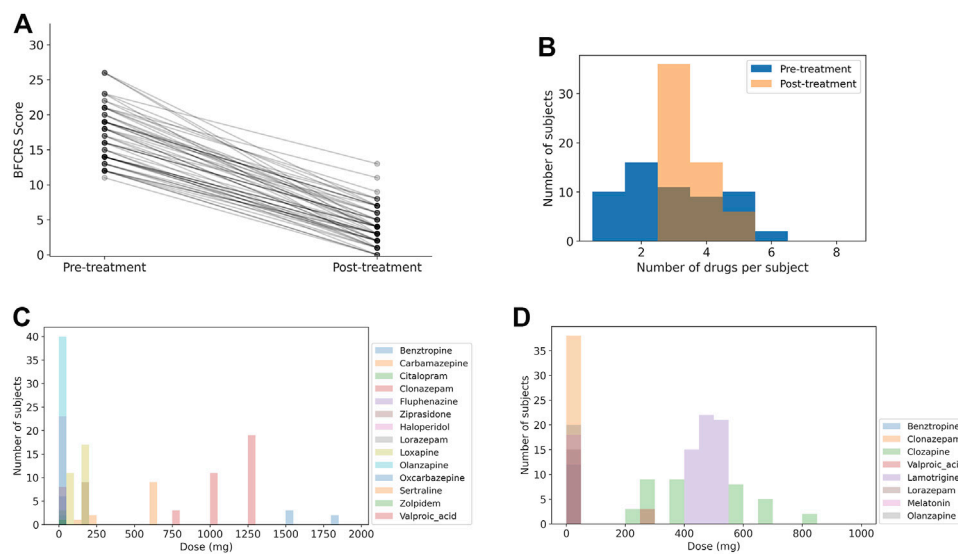 A
30
25
20
15
10
5
0
BFCRS Score
Pre-treatment
Post-treatment
B
Pre-treatment
Post-treatment
30
20
10
0
Number of subjects
2 4 6 8
Number of drugs per subject
C
40
35
30
25
20
15
10
5
0
Number of subjects
0 250 500 750 1000 1250 1500 1750 2000
Dose (mg)
Benztropine
Carbamazepine
Citalopram
Clonazepam
Fluphenazine
Ziprasidone
Haloperidol
Lorazepam
Loxapine
Olanzapine
Oxcarbazepine
Sertraline
Zolpidem
Valproic_acid
D
35
30
25
20
15
10
5
0
Number of subjects
0 200 400 600 800 1000
Dose (mg)
Benztropine
Clonazepam
Clozapine
Valproic_acid
Lamotrigine
Lorazepam
Melatonin
Olanzapine